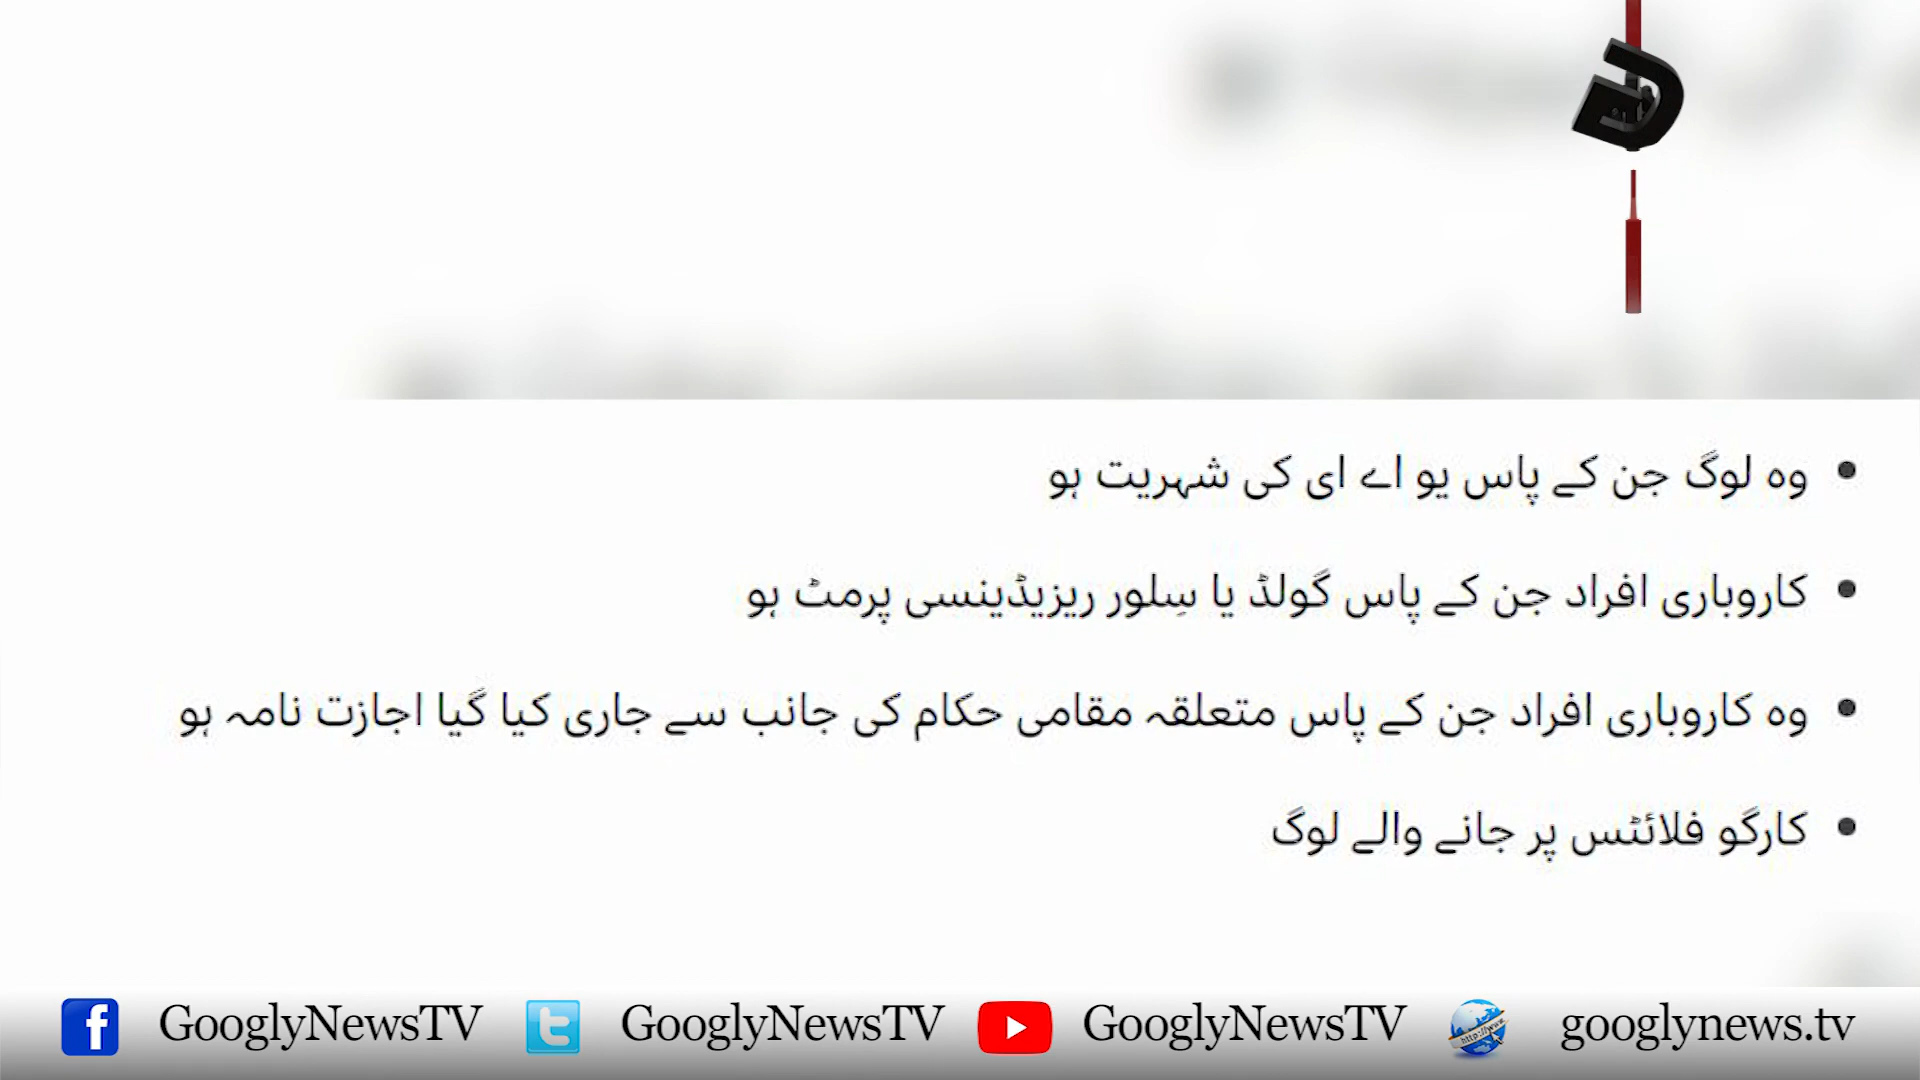 وہ لوگ جن کے پاس یو اے ای کی شہریت ہو
کاروباری افراد جن کے پاس گولڈ یا سِلور ریزیڈینسی پرمٹ ہو
وہ کاروباری افراد جن کے پاس متعلقہ مقامی حکام کی جانب سے جاری کیا گیا اجازت نامہ ہو
کارگو فلائٹس پر جانے والے لوگ
GooglyNewsTV GooglyNewsTV GooglyNewsTV googlynews.tv